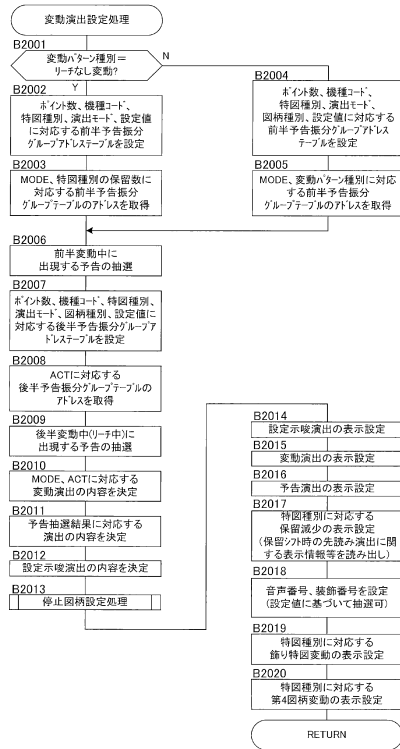 変動演出設定処理
B2001
変動パターン種別＝
リーチなし変動？
N
Y
B2002
ポイント数、機種コード、
特図種別、演出モード、設定値
に対応する前半予告振分
グループアドレステーブルを設定
B2003
MODE、特図種別の保留数に
対応する前半予告振分
グループテーブルのアドレスを取得
B2004
ポイント数、機種コード、
特図種別、演出モード、
図柄種別、設定値に対応する
前半予告振分グループアドレス
テーブルを設定
B2005
MODE、変動パターン種別に対応
する前半予告振分
グループテーブルのアドレスを取得
B2006
前半変動中に
出現する予告の抽選
B2007
ポイント数、機種コード、特図種別、
演出モード、図柄種別、設定値に
対応する後半予告振分グループア
ドレステーブルを設定
B2008
ACTに対応する
後半予告振分グループテーブルの
アドレスを取得
B2009
後半変動中(リーチ中)に
出現する予告の抽選
B2010
MODE、ACTに対応する
変動演出の内容を決定
B2011
予告抽選結果に対応する
演出の内容を決定
B2012
設定示唆演出の内容を決定
B2013
停止図柄設定処理
B2014
設定示唆演出の表示設定
B2015
変動演出の表示設定
B2016
予告演出の表示設定
B2017
特図種別に対応する
保留減少の表示設定
(保留シフト時の先読み演出に関
する表示情報等を読み出し)
B2018
音声番号、装飾番号を設定
(設定値に基づいて抽選可)
B2019
特図種別に対応する
飾り特図変動の表示設定
B2020
特図種別に対応する
第4図柄変動の表示設定
RETURN